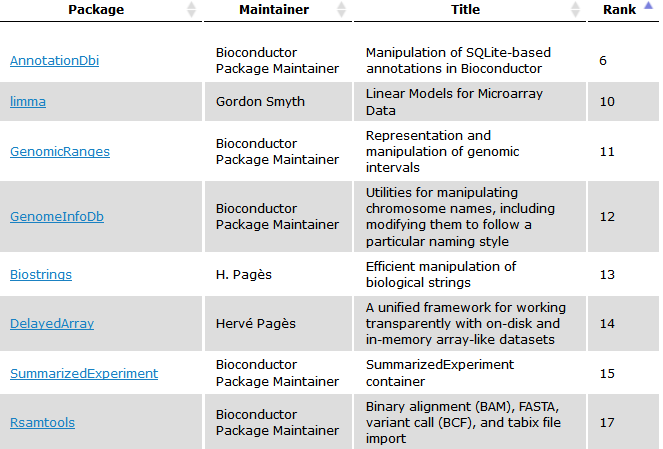 Package Maintainer Title Rank
AnnotationDbi Bioconductor Package Maintainer Manipulation of SQLite-based annotations in Bioconductor 6
limma Gordon Smyth Linear Models for Microarray Data 10
GenomicRanges Bioconductor Package Maintainer Representation and manipulation of genomic intervals 11
GenomeInfoDb Bioconductor Package Maintainer Utilities for manipulating chromosome names, including modifying them to follow a particular naming style 12
Biostrings H. Pagès Efficient manipulation of biological strings 13
DelayedArray Hervé Pagès A unified framework for working transparently with on-disk and in-memory array-like datasets 14
SummarizedExperiment Bioconductor Package Maintainer SummarizedExperiment container 15
Rsamtools Bioconductor Package Maintainer Binary alignment (BAM), FASTA, variant call (BCF), and tabix file import 17